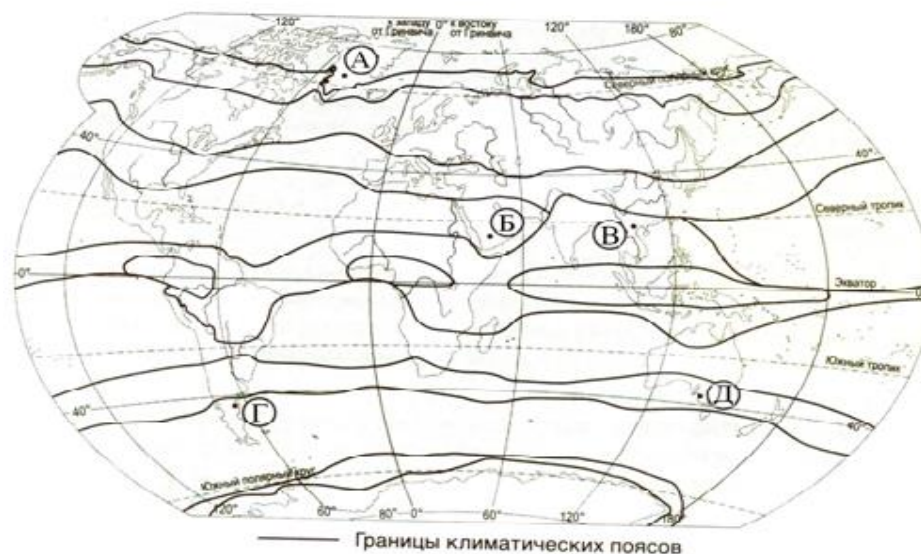 120°
к западу 0° к востоку
от Гринвича от Гринвича
120°
180°
80°
А
Северный полярный круг
40°
40°
Северный тропик
Б
В
0°
Экватор
0
Южный тропик
40°
Г
Д
40°
Южный полярный круг
120°
60°
80°
0°
60°
120°
180°
Границы климатических поясов